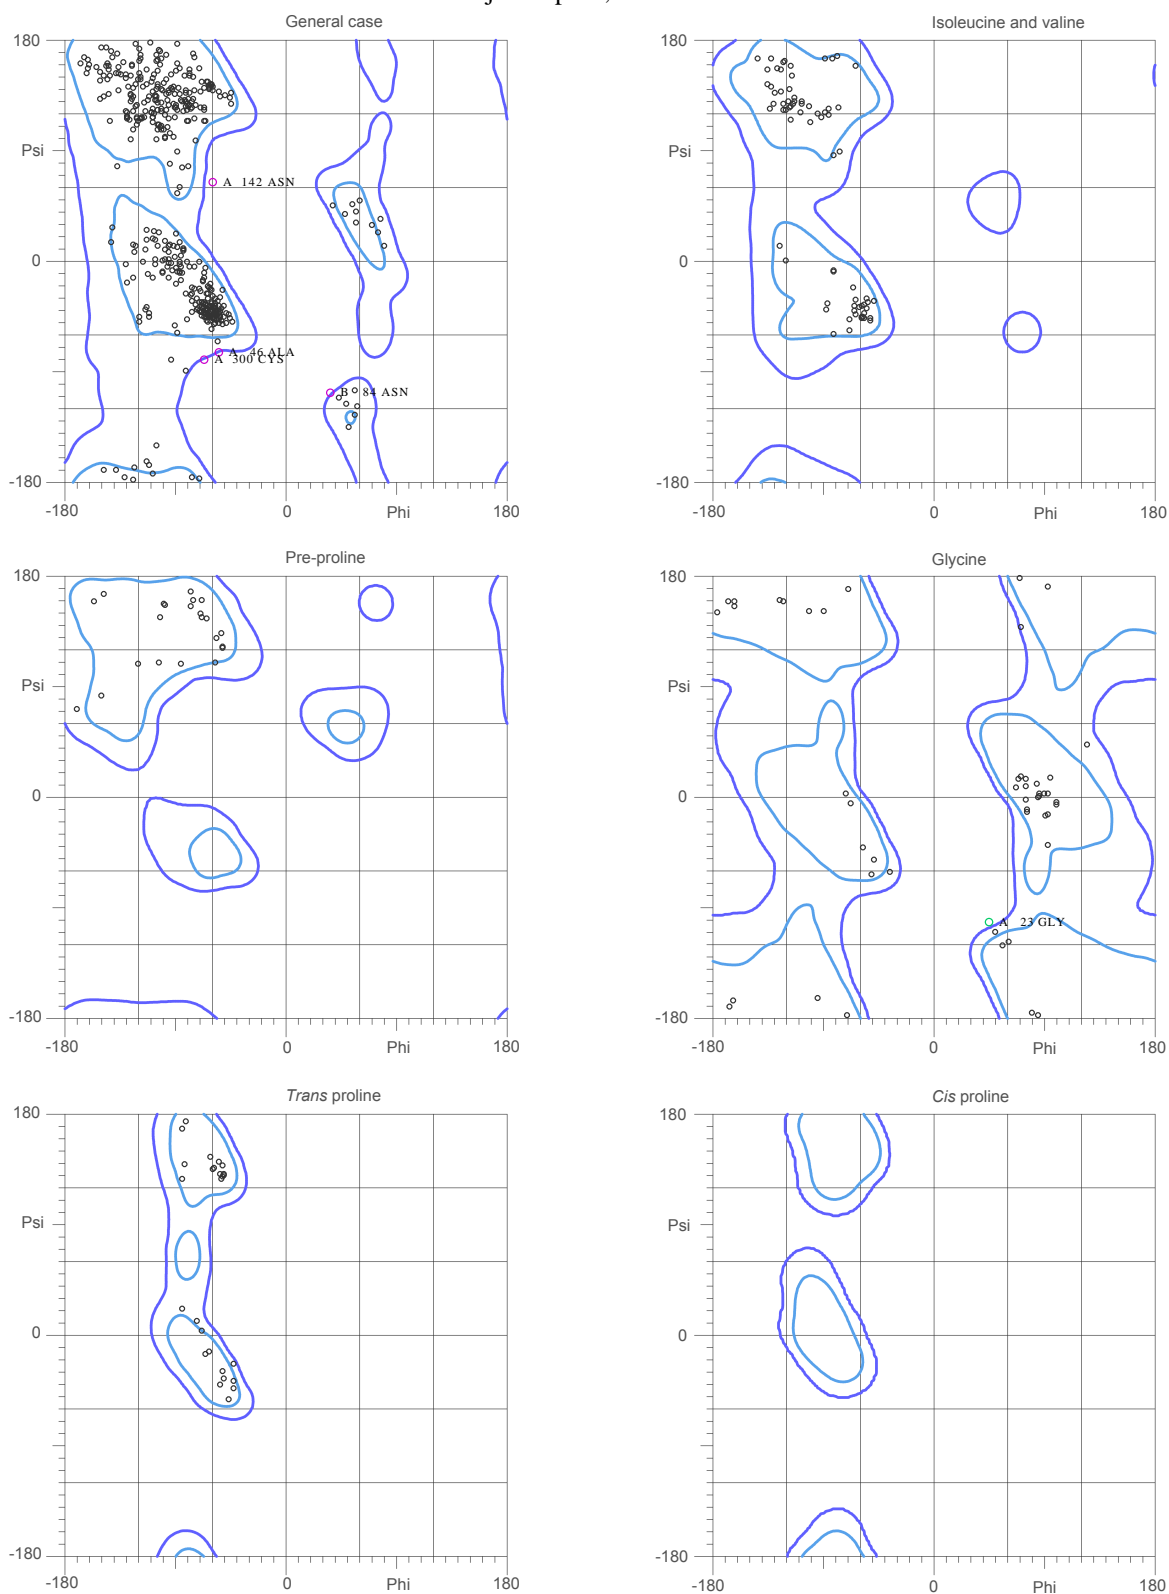 General case
180
Psi
A 142 ASN
0
A 46 ALA
A 300 CYS
B 84 ASN
-180
-180
0
Phi
180
Isoleucine and valine
180
Psi
0
-180
-180
0
Phi
180
Pre-proline
180
Psi
0
-180
-180
0
Phi
180
Glycine
180
Psi
0
A 23 GLY
-180
-180
0
Phi
180
Trans proline
180
Psi
0
-180
-180
0
Phi
180
Cis proline
180
Psi
0
-180
-180
0
Phi
180